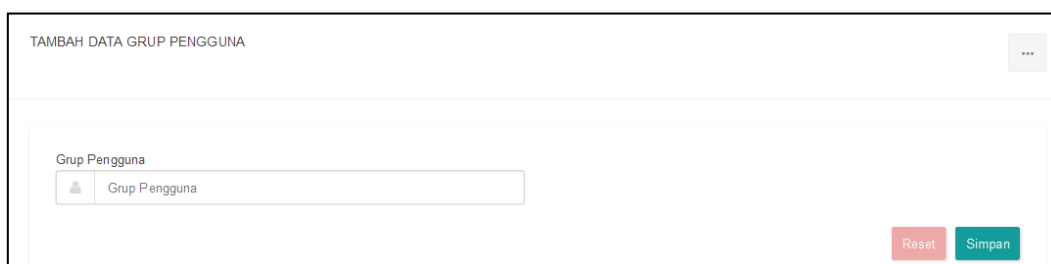 TAMBAH DATA GRUP PENGGUNA
...
Grup Pengguna
Grup Pengguna
Reset Simpan